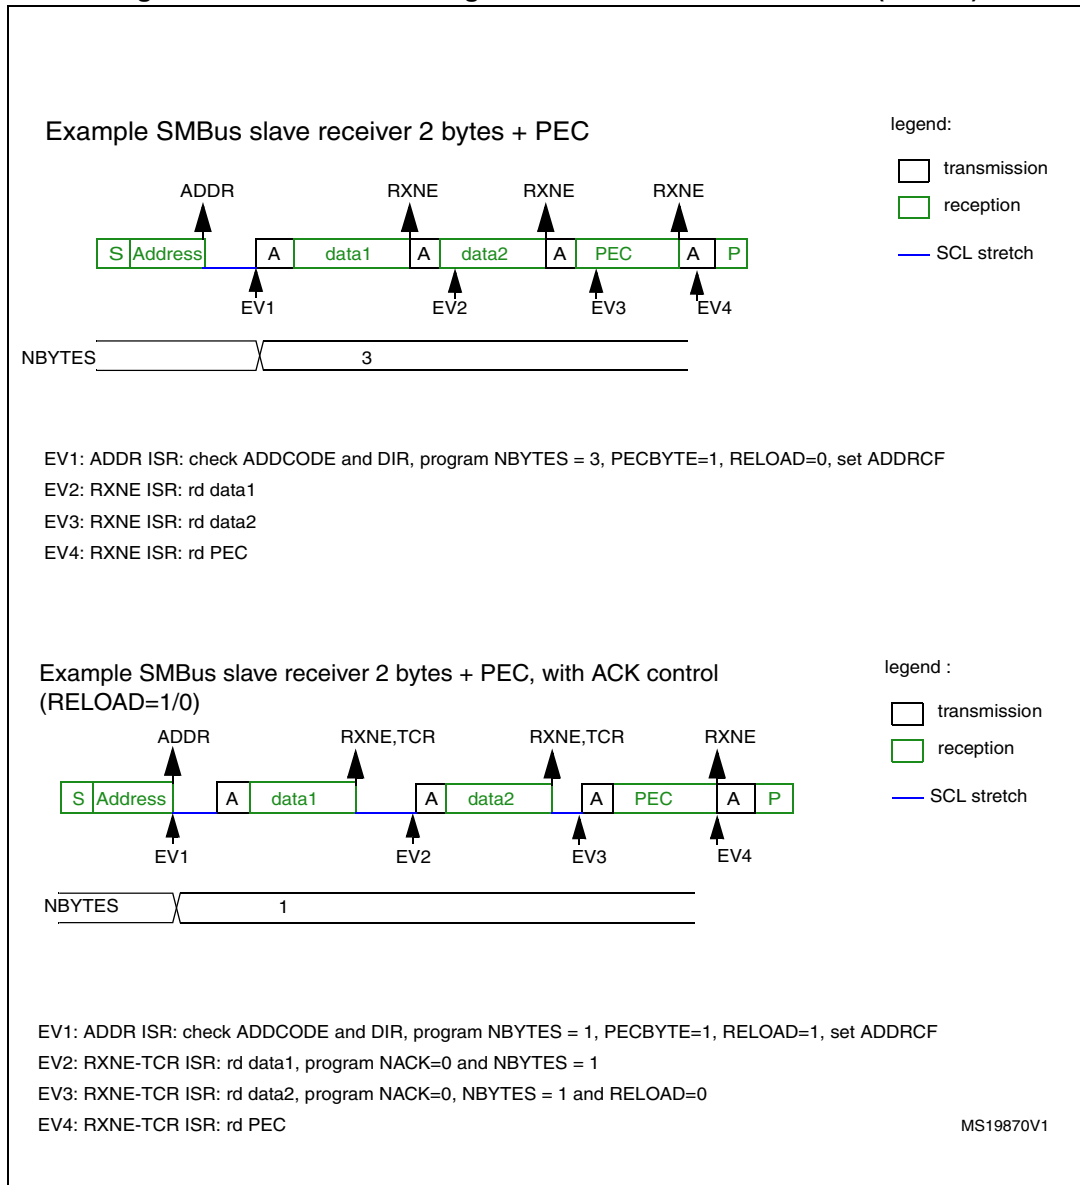 Example SMBus slave receiver 2 bytes + PEC
legend:
transmission
reception
SCL stretch
ADDR RXNE RXNE RXNE
S Address A data1 A data2 A PEC A P
EV1 EV2 EV3 EV4
NBYTES 3
EV1: ADDR ISR: check ADDCODE and DIR, program NBYTES = 3, PECBYTE=1, RELOAD=0, set ADDRCF
EV2: RXNE ISR: rd data1
EV3: RXNE ISR: rd data2
EV4: RXNE ISR: rd PEC
Example SMBus slave receiver 2 bytes + PEC, with ACK control
(RELOAD=1/0)
legend :
transmission
reception
SCL stretch
ADDR RXNE,TCR RXNE,TCR RXNE
S Address A data1 A data2 A PEC A P
EV1 EV2 EV3 EV4
NBYTES 1
EV1: ADDR ISR: check ADDCODE and DIR, program NBYTES = 1, PECBYTE=1, RELOAD=1, set ADDRCF
EV2: RXNE-TCR ISR: rd data1, program NACK=0 and NBYTES = 1
EV3: RXNE-TCR ISR: rd data2, program NACK=0, NBYTES = 1 and RELOAD=0
EV4: RXNE-TCR ISR: rd PEC
MS19870V1